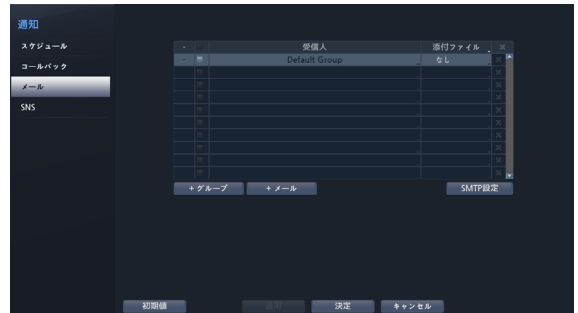 通知
スケジュール
コールバック
メール
SNS
- 受信人 添付ファイル
- Default Group なし
+ グループ + メール SMTP設定
初期値 適用 決定 キャンセル